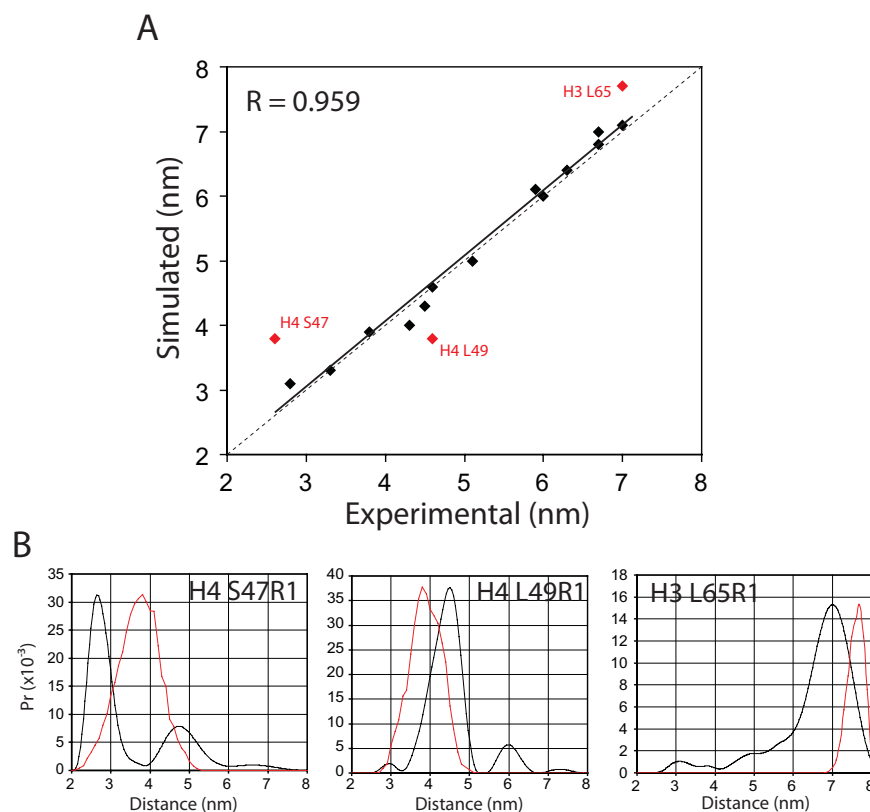 A
R = 0.959
H3 L65
H4 S47
H4 L49
Simulated (nm)
8
7
6
5
4
3
2
2 3 4 5 6 7 8
Experimental (nm)
B
H4 S47R1
Pr (x10⁻³)
35
30
25
20
15
10
5
0
2 3 4 5 6 7 8
Distance (nm)
H4 L49R1
40
35
30
25
20
15
10
5
0
2 3 4 5 6 7 8
Distance (nm)
H3 L65R1
18
16
14
12
10
8
6
4
2
0
2 3 4 5 6 7 8
Distance (nm)